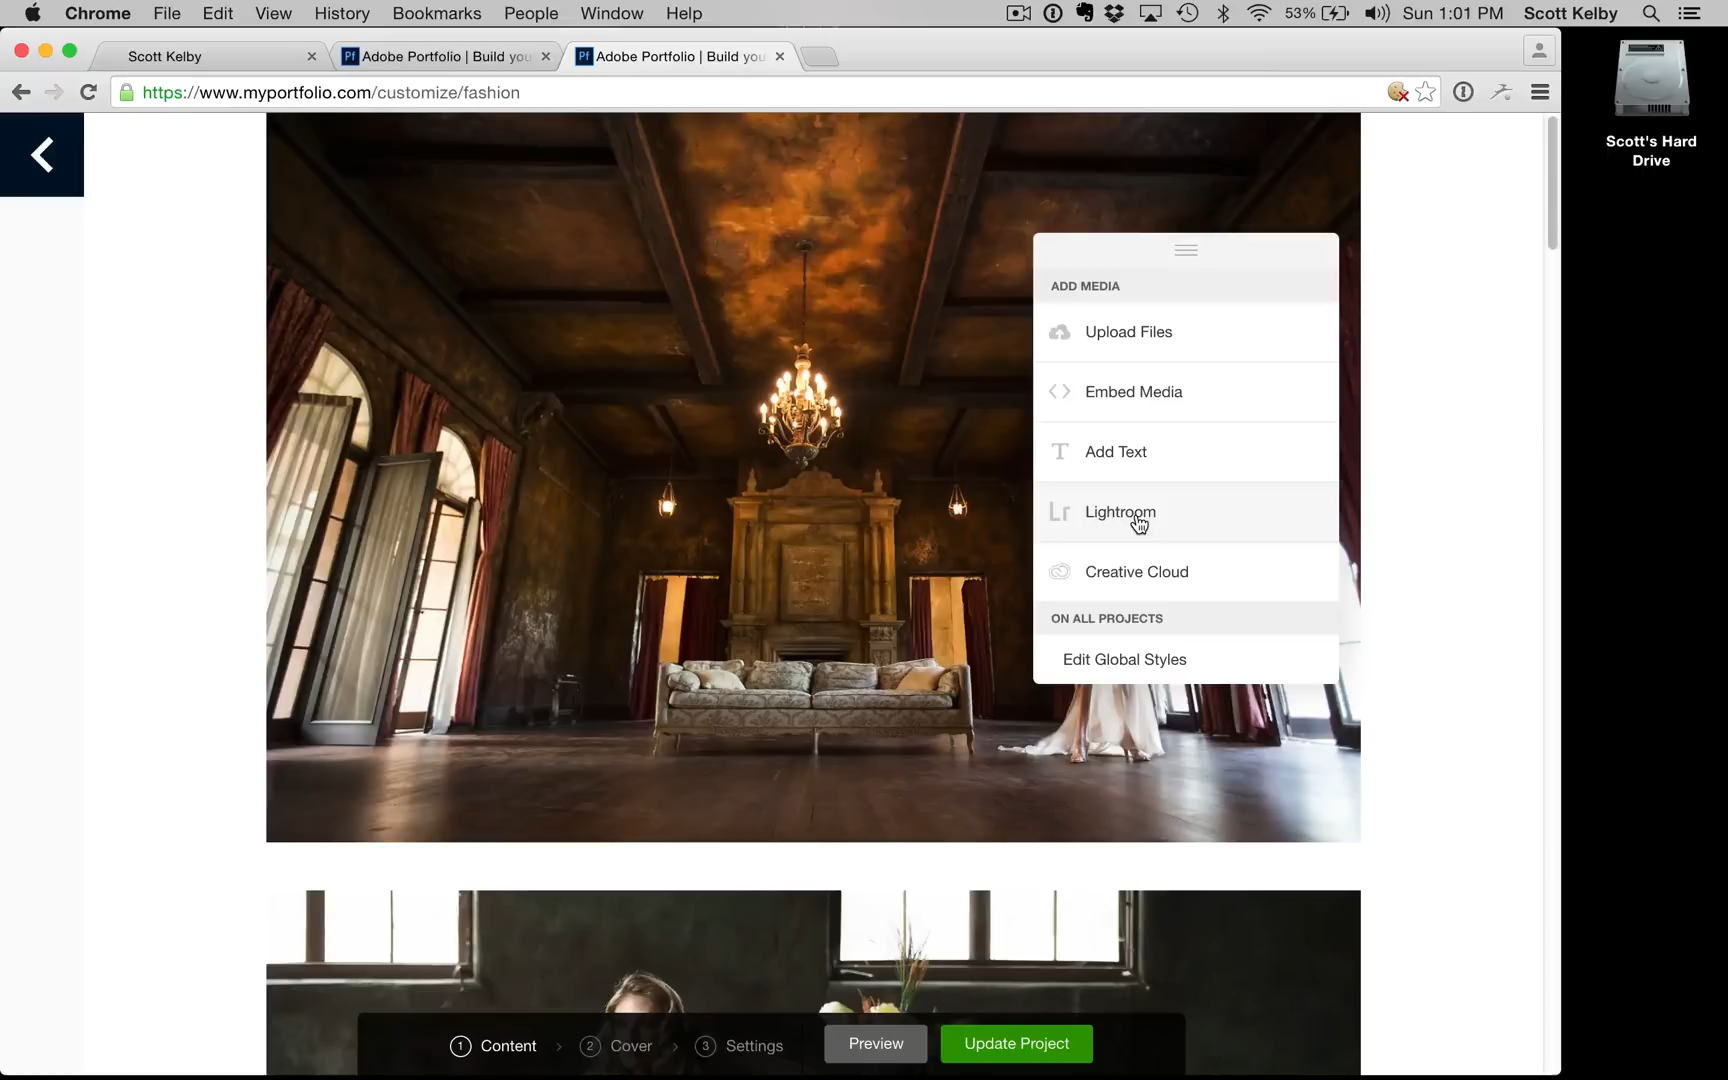 Chrome File Edit View History Bookmarks People Window Help 53% Sun 1:01 PM Scott Kelby
Scott Kelby
Pf Adobe Portfolio | Build you
Pf Adobe Portfolio | Build you
https://www.myportfolio.com/customize/fashion
Scott's Hard
Drive
ADD MEDIA
Upload Files
Embed Media
T Add Text
Lr Lightroom
Creative Cloud
ON ALL PROJECTS
Edit Global Styles
1 Content 2 Cover 3 Settings Preview Update Project